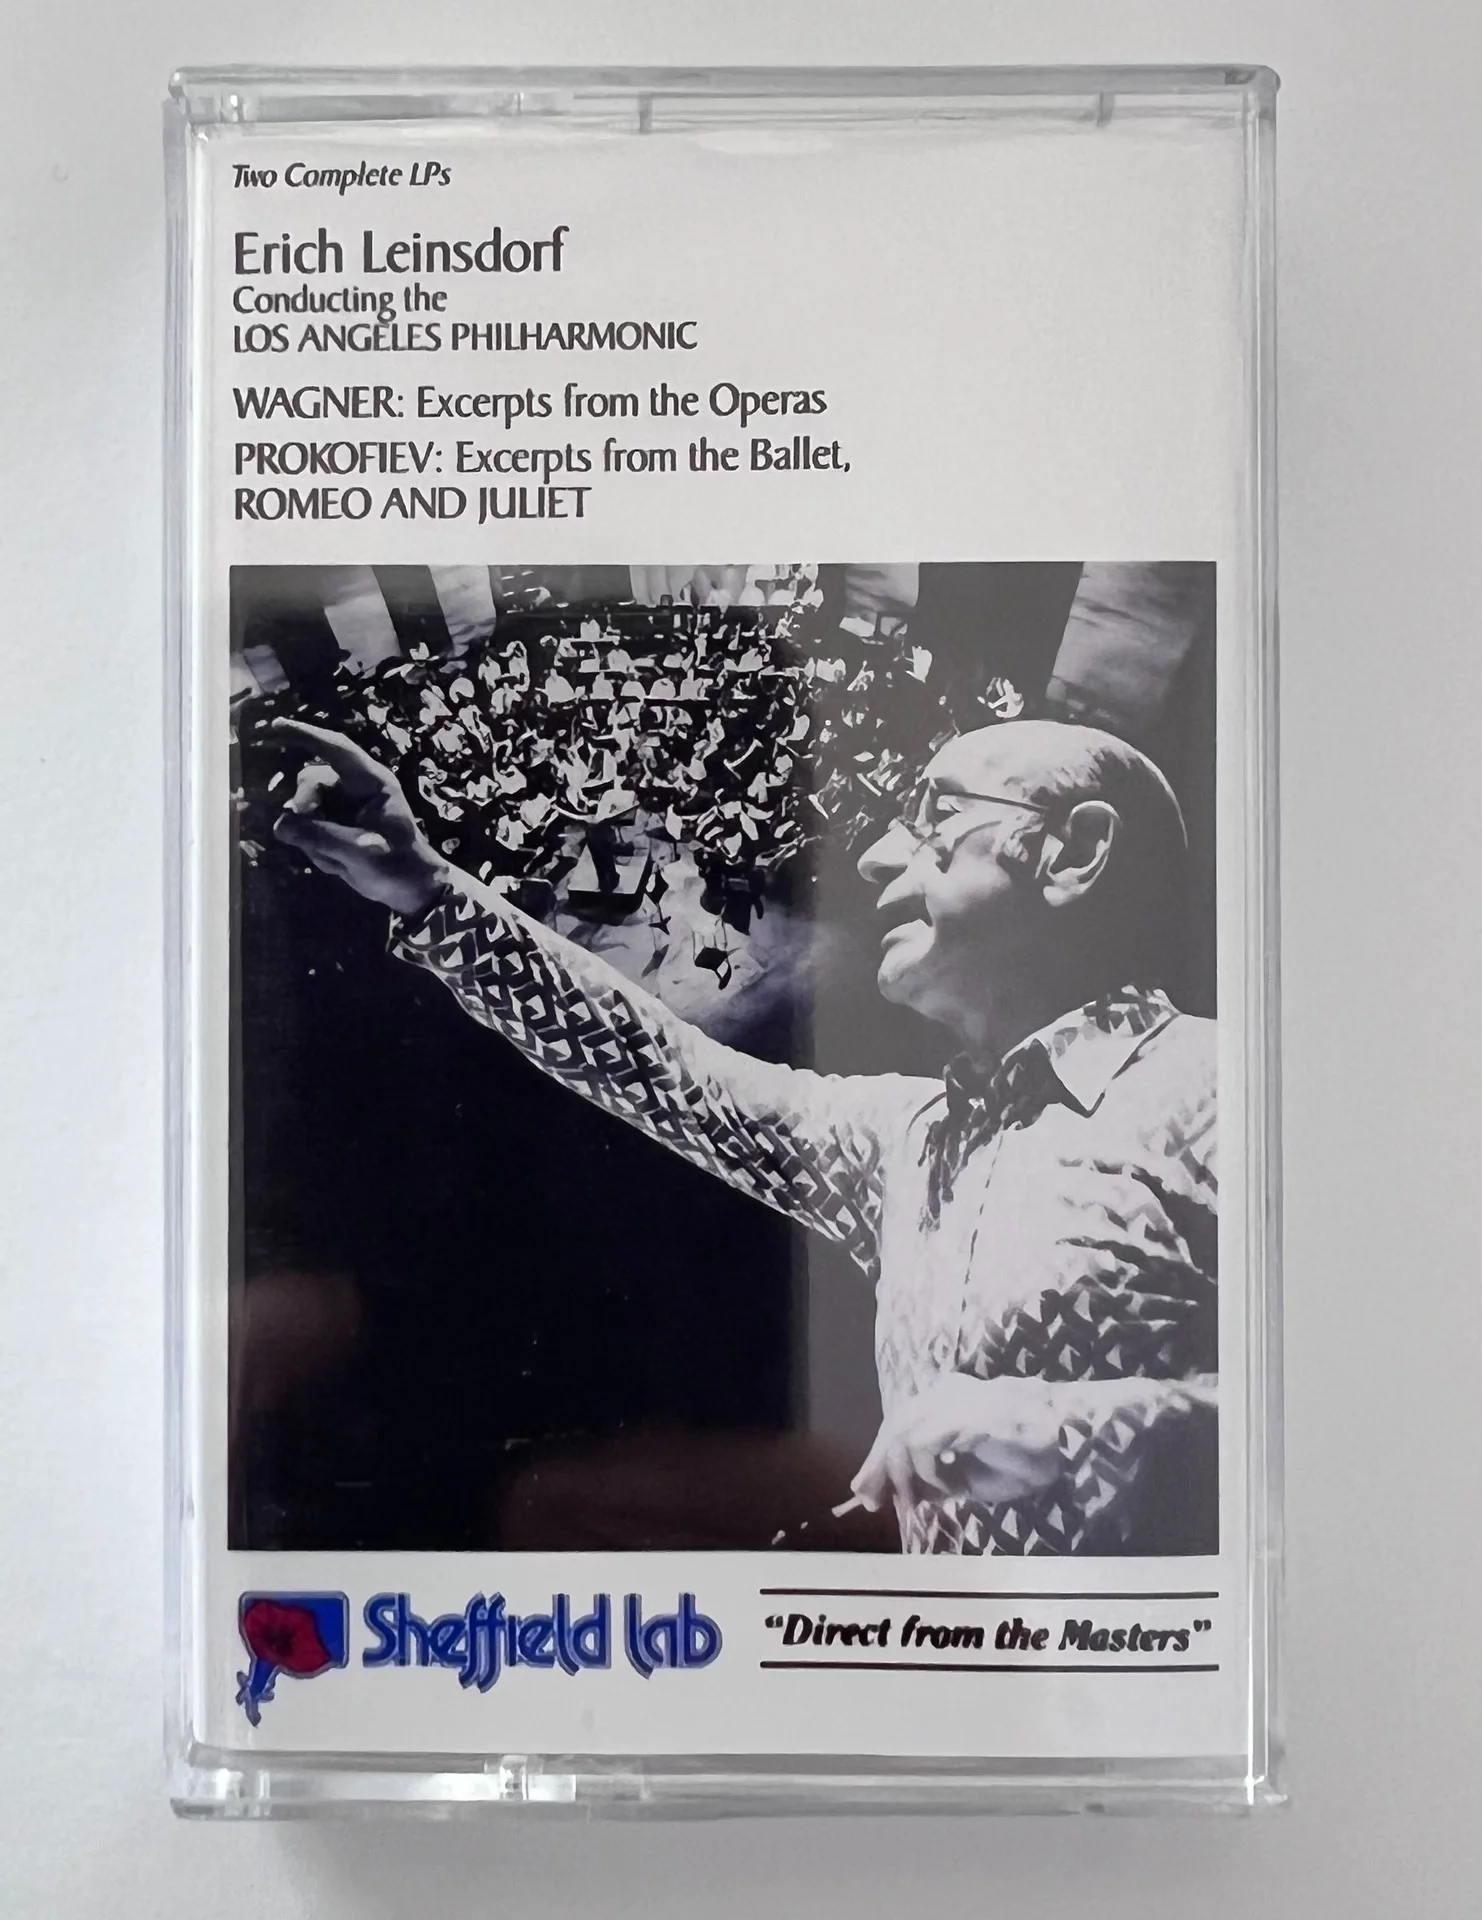 Two Complete LPs
Erich Leinsdorf
Conducting the
LOS ANGELES PHILHARMONIC
WAGNER: Excerpts from the Operas
PROKOFIEV: Excerpts from the Ballet,
ROMEO AND JULIET
Sheffield lab
"Direct from the Masters"